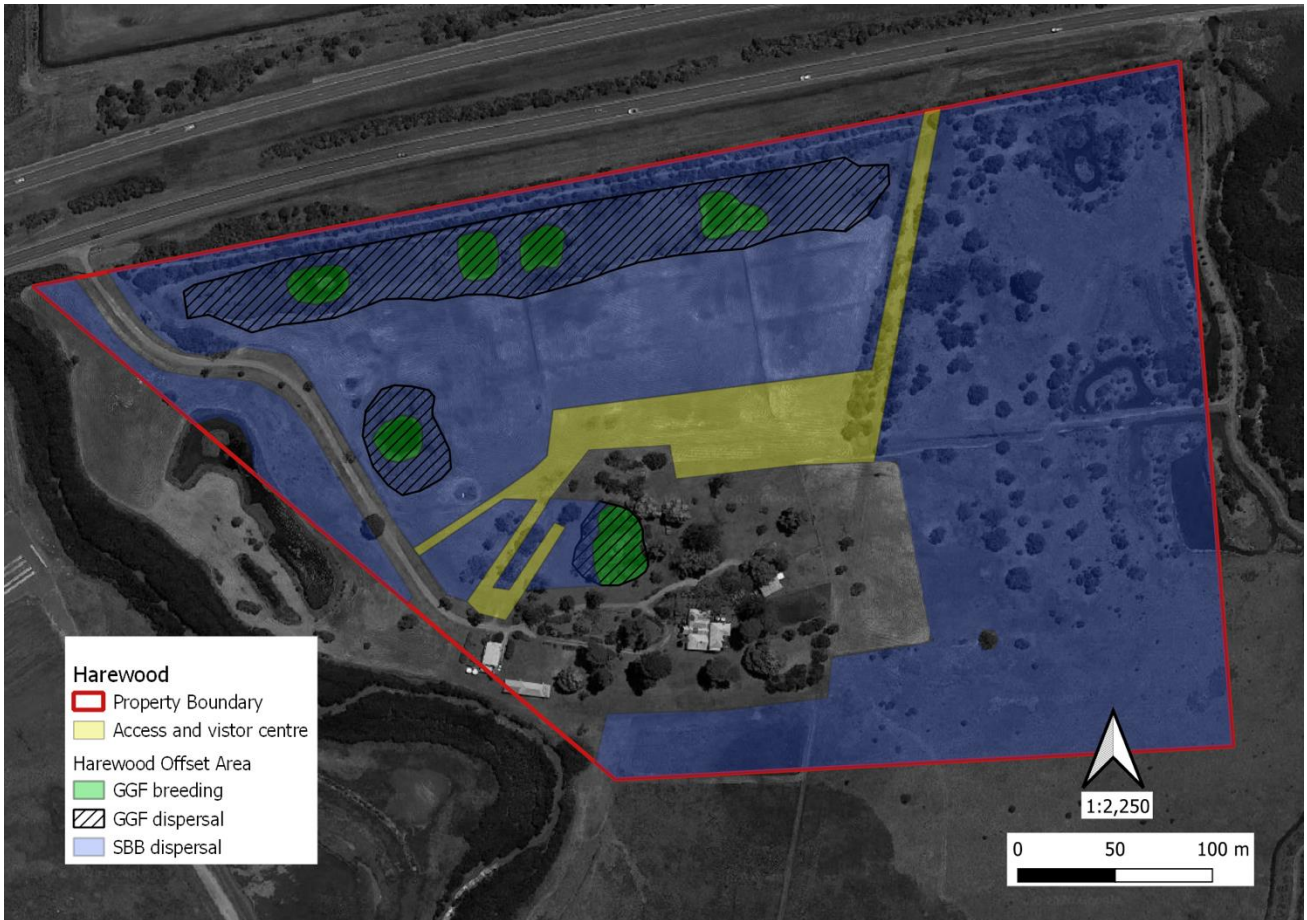 Harewood
Property Boundary
Access and vistor centre
Harewood Offset Area
GGF breeding
GGF dispersal
SBB dispersal
1:2,250
0 50 100 m